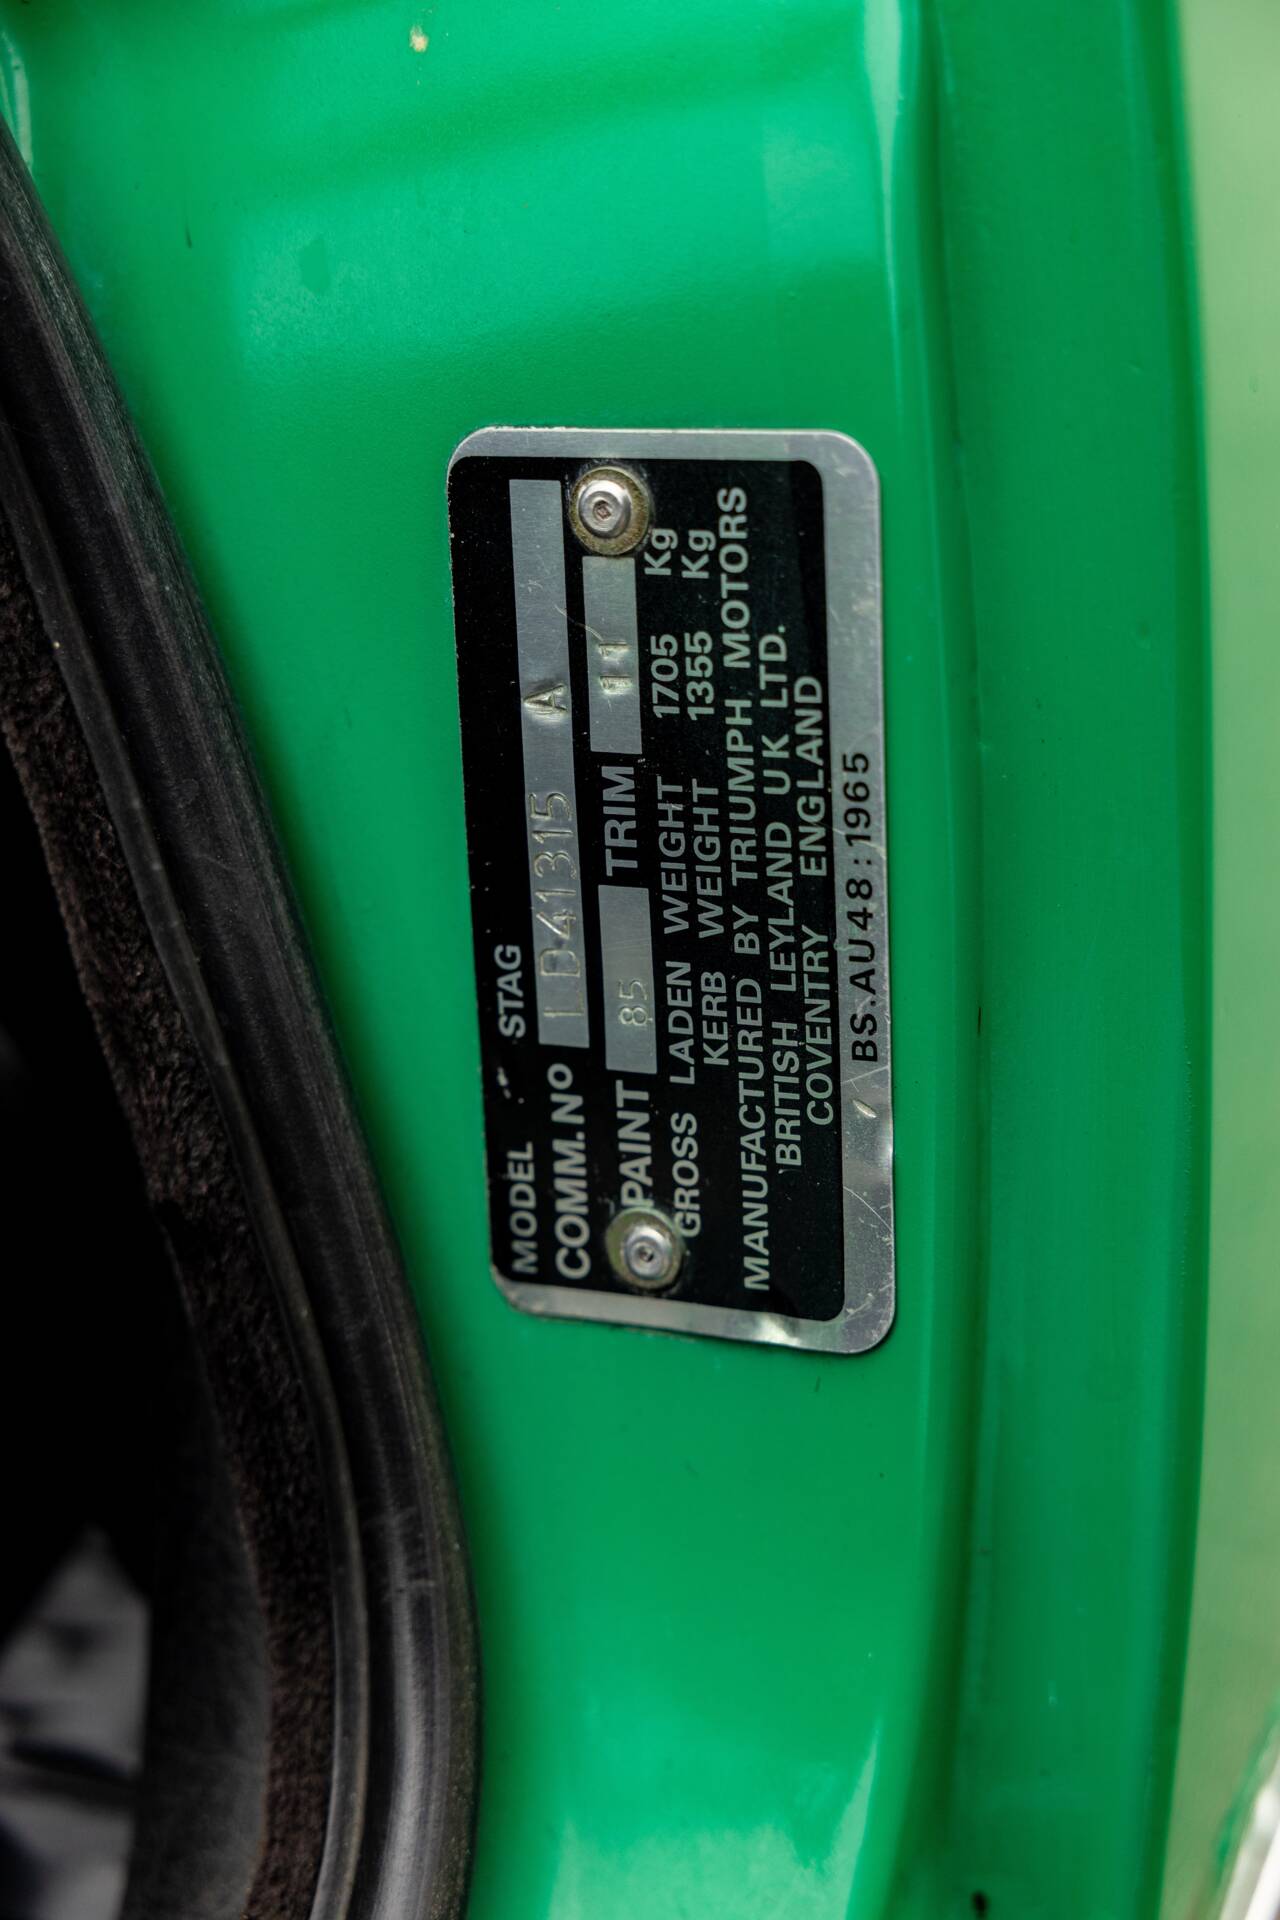 MODEL STAG
COMM. Nº LD41315 A
PAINT 85 TRIM 11
GROSS LADEN WEIGHT 1705 Kg
KERB WEIGHT 1355 Kg
MANUFACTURED BY TRIUMPH MOTORS
BRITISH LEYLAND UK LTD.
COVENTRY ENGLAND
BS.AU48:1965